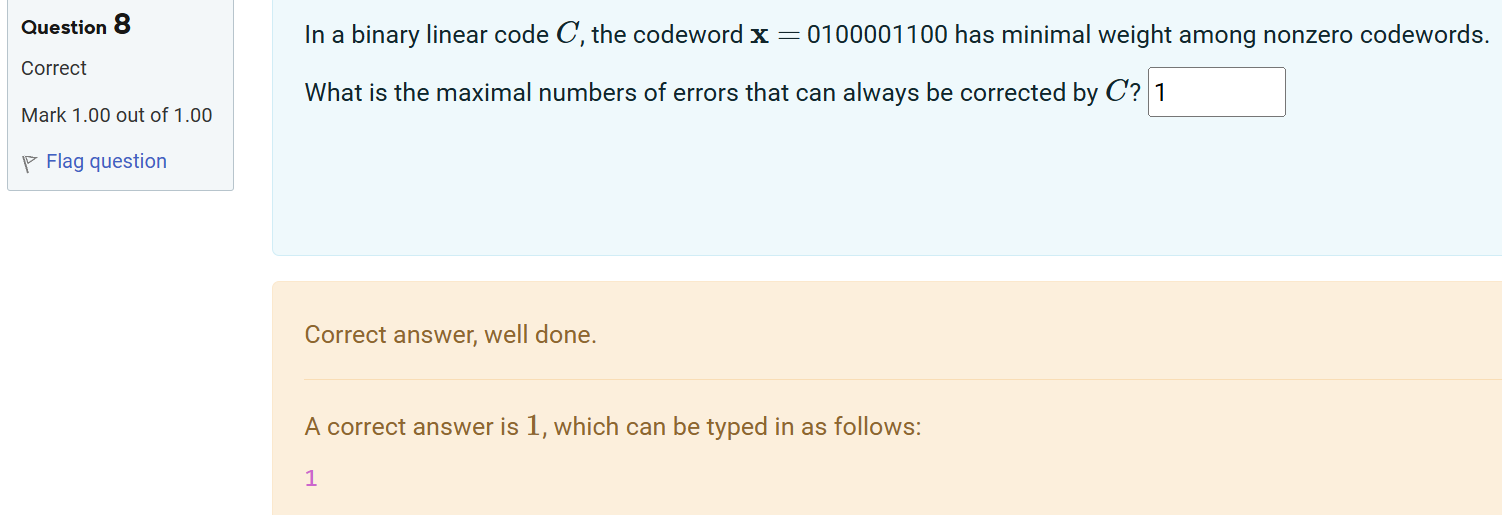 Question 8
Correct
Mark 1.00 out of 1.00
Flag question
In a binary linear code C, the codeword x = 0100001100 has minimal weight among nonzero codewords.
What is the maximal numbers of errors that can always be corrected by C? 1
Correct answer, well done.
A correct answer is 1, which can be typed in as follows:
1